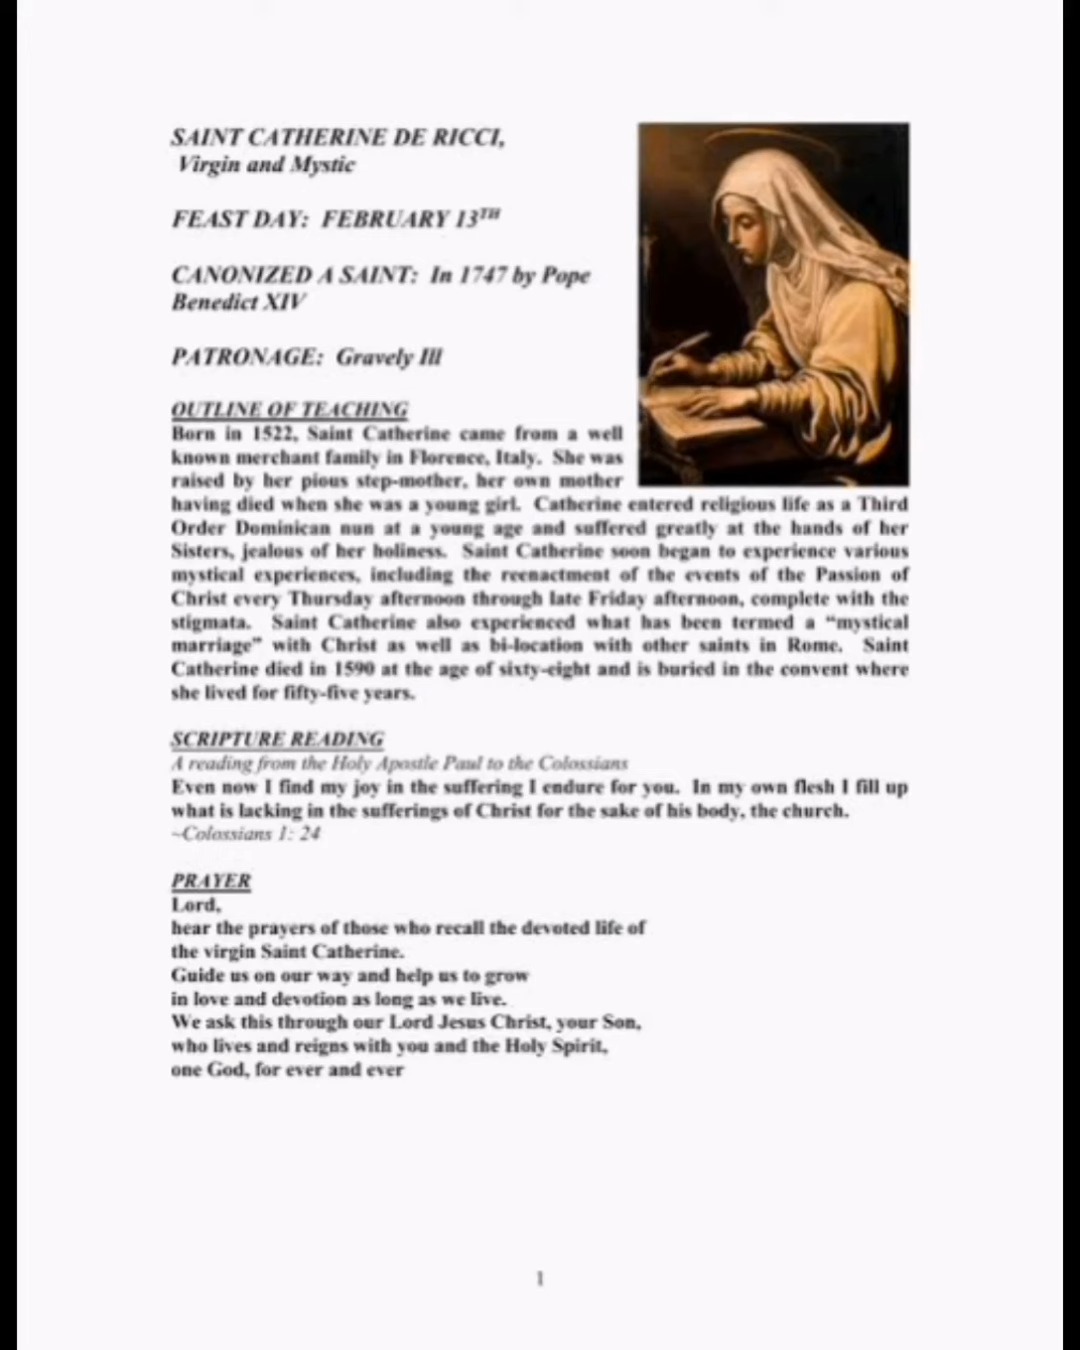 SAINT CATHERINE DE RICCI,
Virgin and Mystic
FEAST DAY: FEBRUARY 13TH
CANONIZED A SAINT: In 1747 by Pope
Benedict XIV
PATRONAGE: Gravely Ill
OUTLINE OF TEACHING
Born in 1522, Saint Catherine came from a well
known merchant family in Florence, Italy. She was
raised by her pious step-mother, her own mother
having died when she was a young girl. Catherine entered religious life as a Third
Order Dominican nun at a young age and suffered greatly at the hands of her
Sisters, jealous of her holiness. Saint Catherine soon began to experience various
mystical experiences, including the reenactment of the events of the Passion of
Christ every Thursday afternoon through late Friday afternoon, complete with the
stigmata. Saint Catherine also experienced what has been termed a “mystical
marriage” with Christ as well as bi-location with other saints in Rome. Saint
Catherine died in 1590 at the age of sixty-eight and is buried in the convent where
she lived for fifty-five years.
SCRIPTURE READING
A reading from the Holy Apostle Paul to the Colossians
Even now I find my joy in the suffering I endure for you. In my own flesh I fill up
what is lacking in the sufferings of Christ for the sake of his body, the church.
~Colossians 1: 24
PRAYER
Lord,
hear the prayers of those who recall the devoted life of
the virgin Saint Catherine.
Guide us on our way and help us to grow
in love and devotion as long as we live.
We ask this through our Lord Jesus Christ, your Son,
who lives and reigns with you and the Holy Spirit,
one God, for ever and ever
1